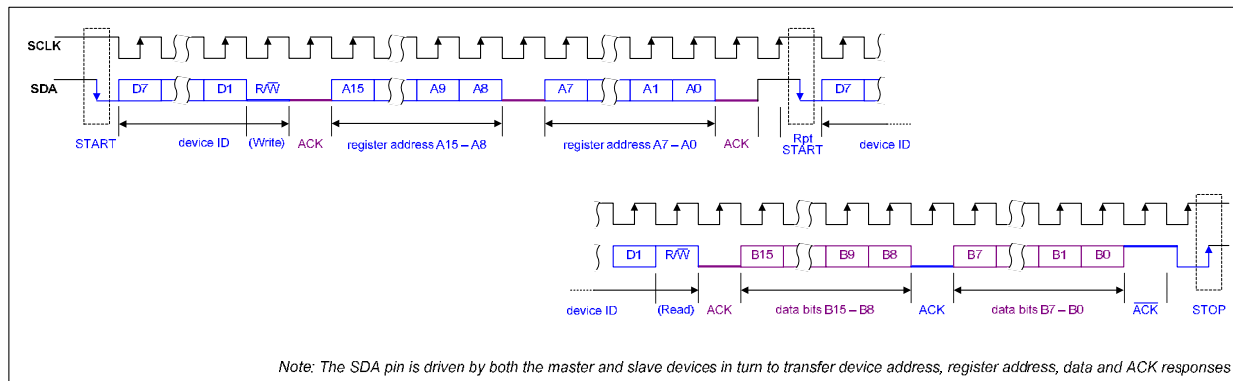 SCLK
SDA D7 D1 R/W̅ A15 A9 A8 A7 A1 A0 D7
START device ID (Write) ACK register address A15 – A8 register address A7 – A0 ACK Rpt START device ID
D1 R/W̅ B15 B9 B8 B7 B1 B0
device ID (Read) ACK data bits B15 – B8 ACK data bits B7 – B0 A̅C̅K̅ STOP
Note: The SDA pin is driven by both the master and slave devices in turn to transfer device address, register address, data and ACK responses